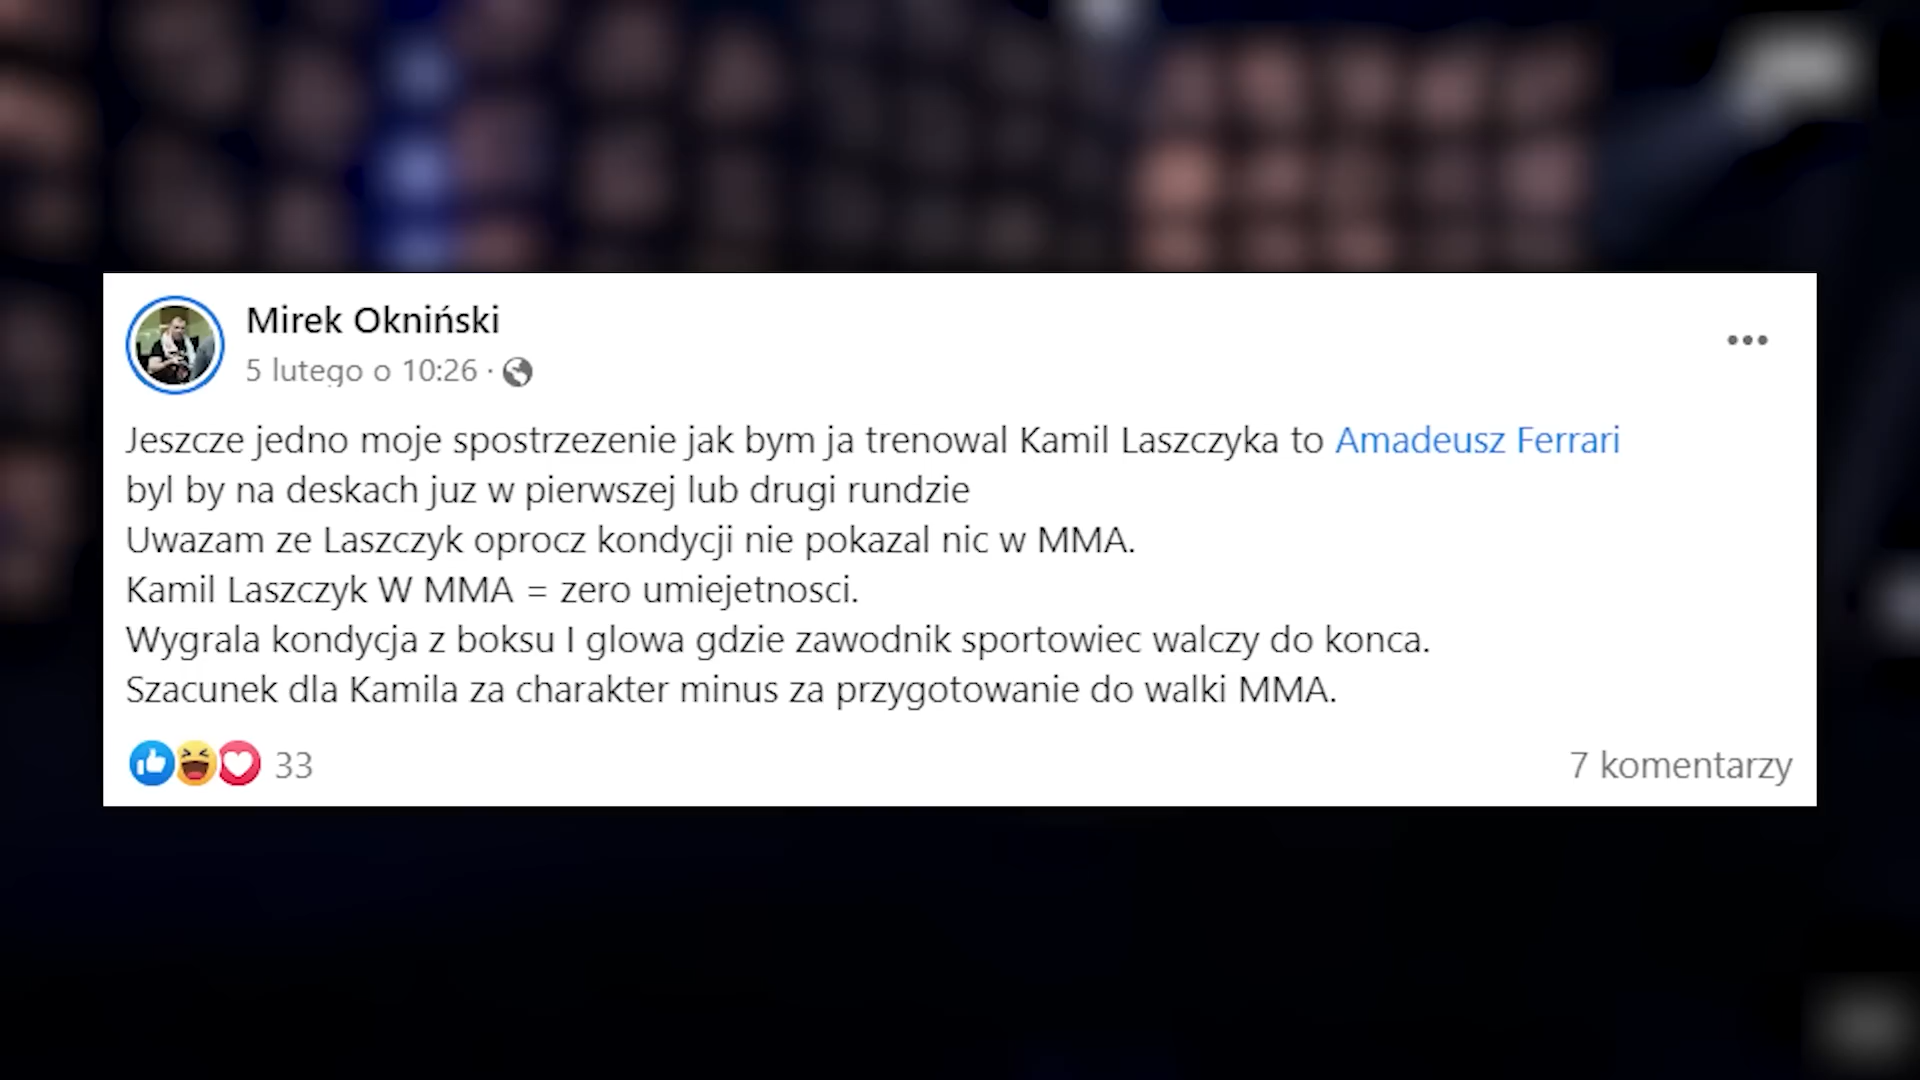 Mirek Okniński
5 lutego o 10:26 ·
Jeszcze jedno moje spostrzezenie jak bym ja trenowal Kamil Laszczyka to Amadeusz Ferrari
byl by na deskach juz w pierwszej lub drugi rundzie
Uwazam ze Laszczyk oprocz kondycji nie pokazal nic w MMA.
Kamil Laszczyk W MMA = zero umiejetnosci.
Wygrala kondycja z boksu I glowa gdzie zawodnik sportowiec walczy do konca.
Szacunek dla Kamila za charakter minus za przygotowanie do walki MMA.
33
7 komentarzy